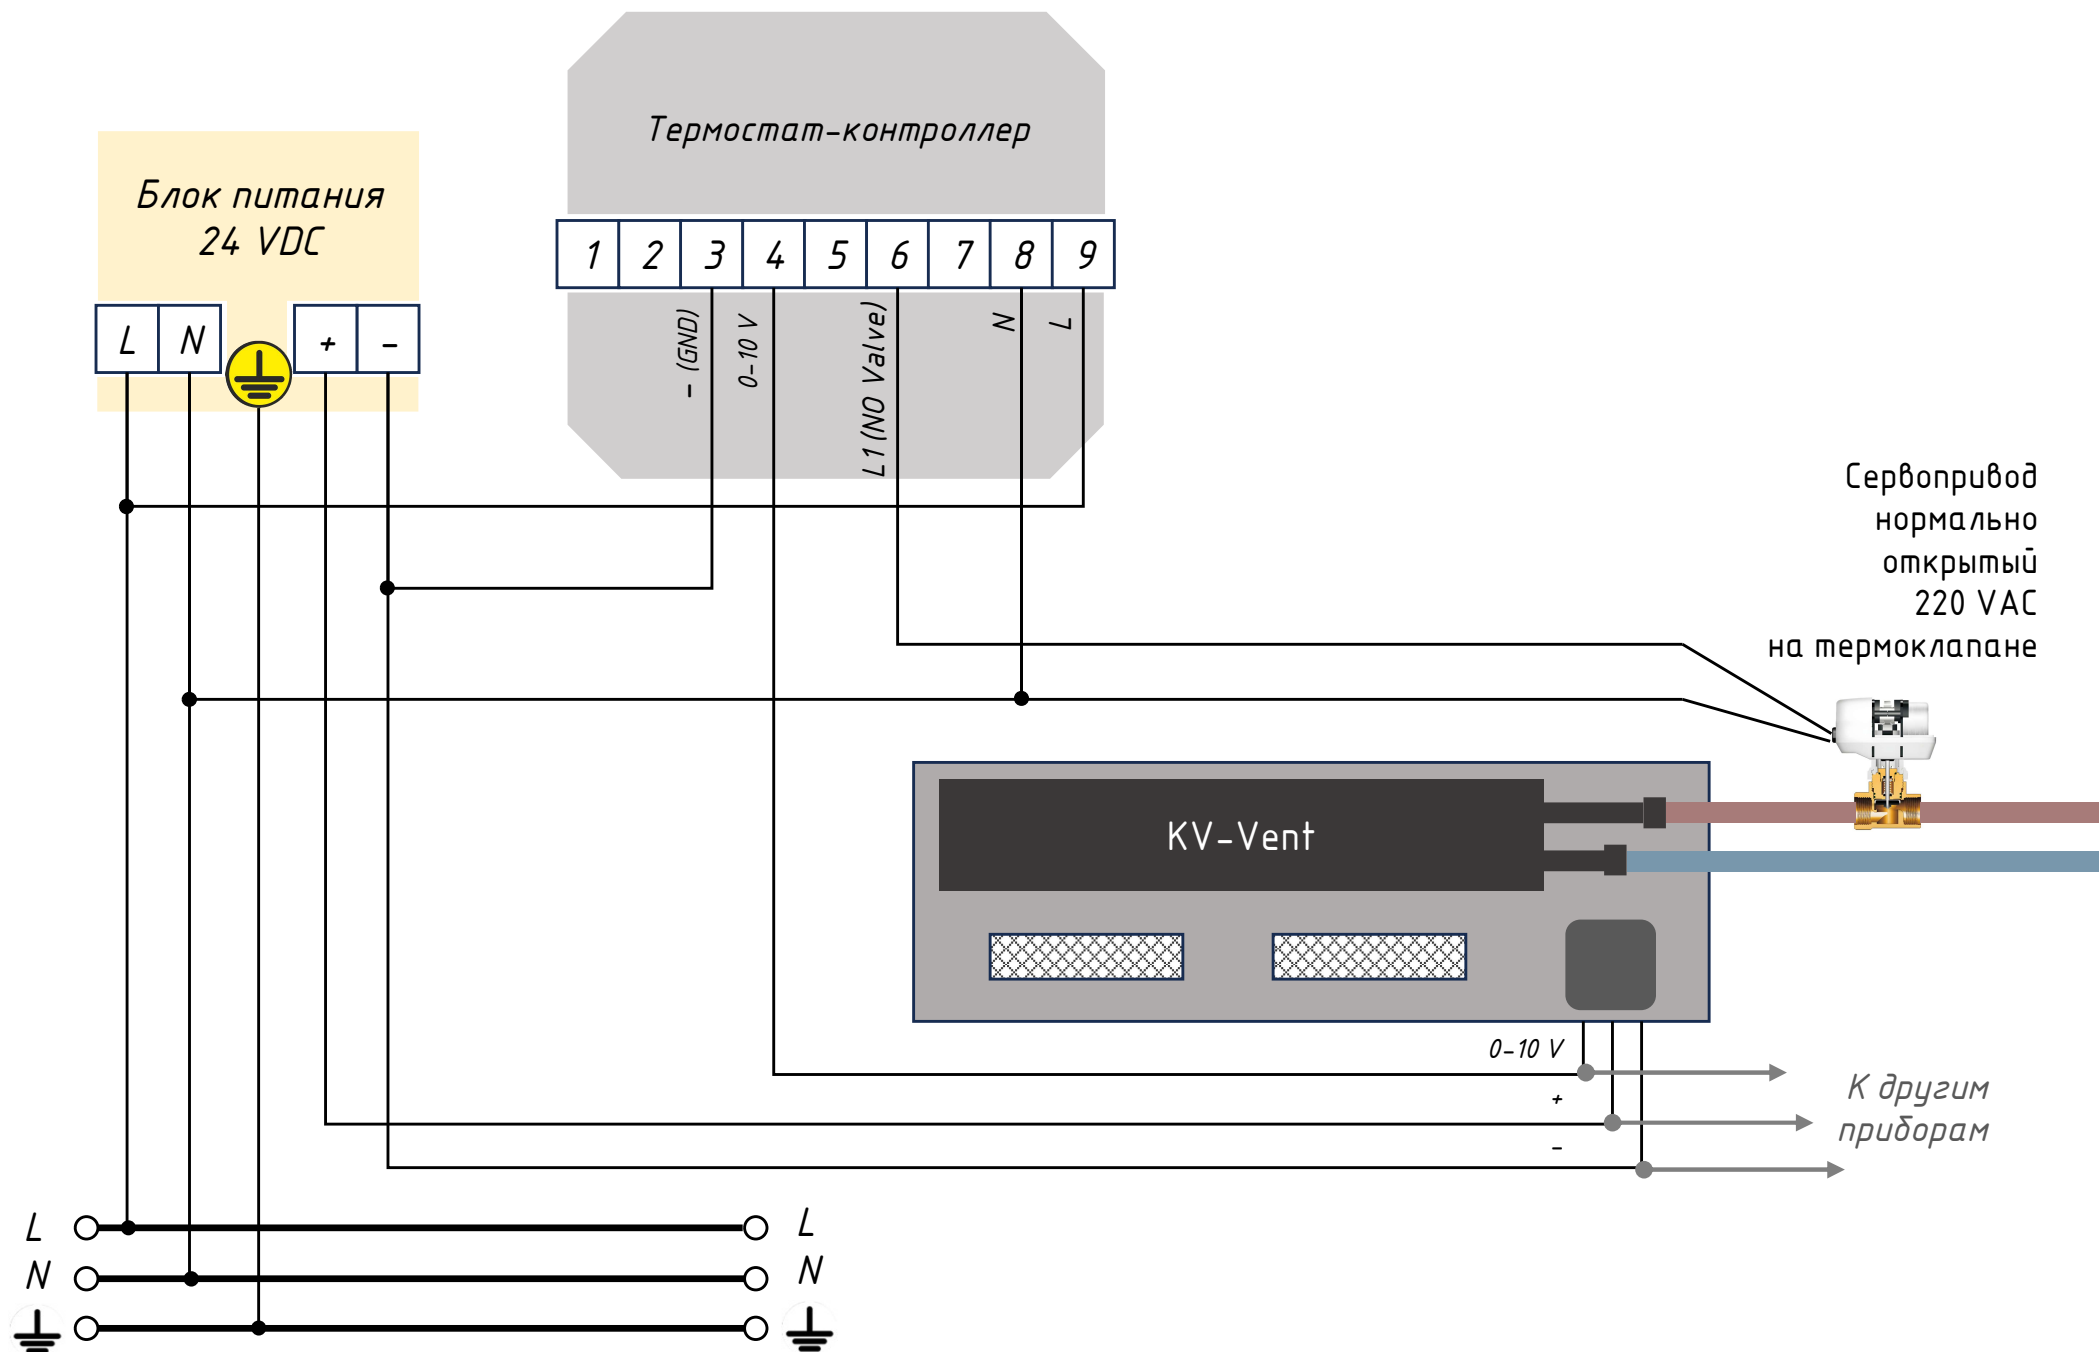 Термостат-контроллер
Блок питания
24 VDC
1 2 3 4 5 6 7 8 9
L N + -
- (GND)
0-10 V
L1 (NO Valve)
N
L
Сервопривод
нормально
открытый
220 VAC
на термоклапане
KV-Vent
0-10 V
+
-
К другим
приборам
L
N
L
N